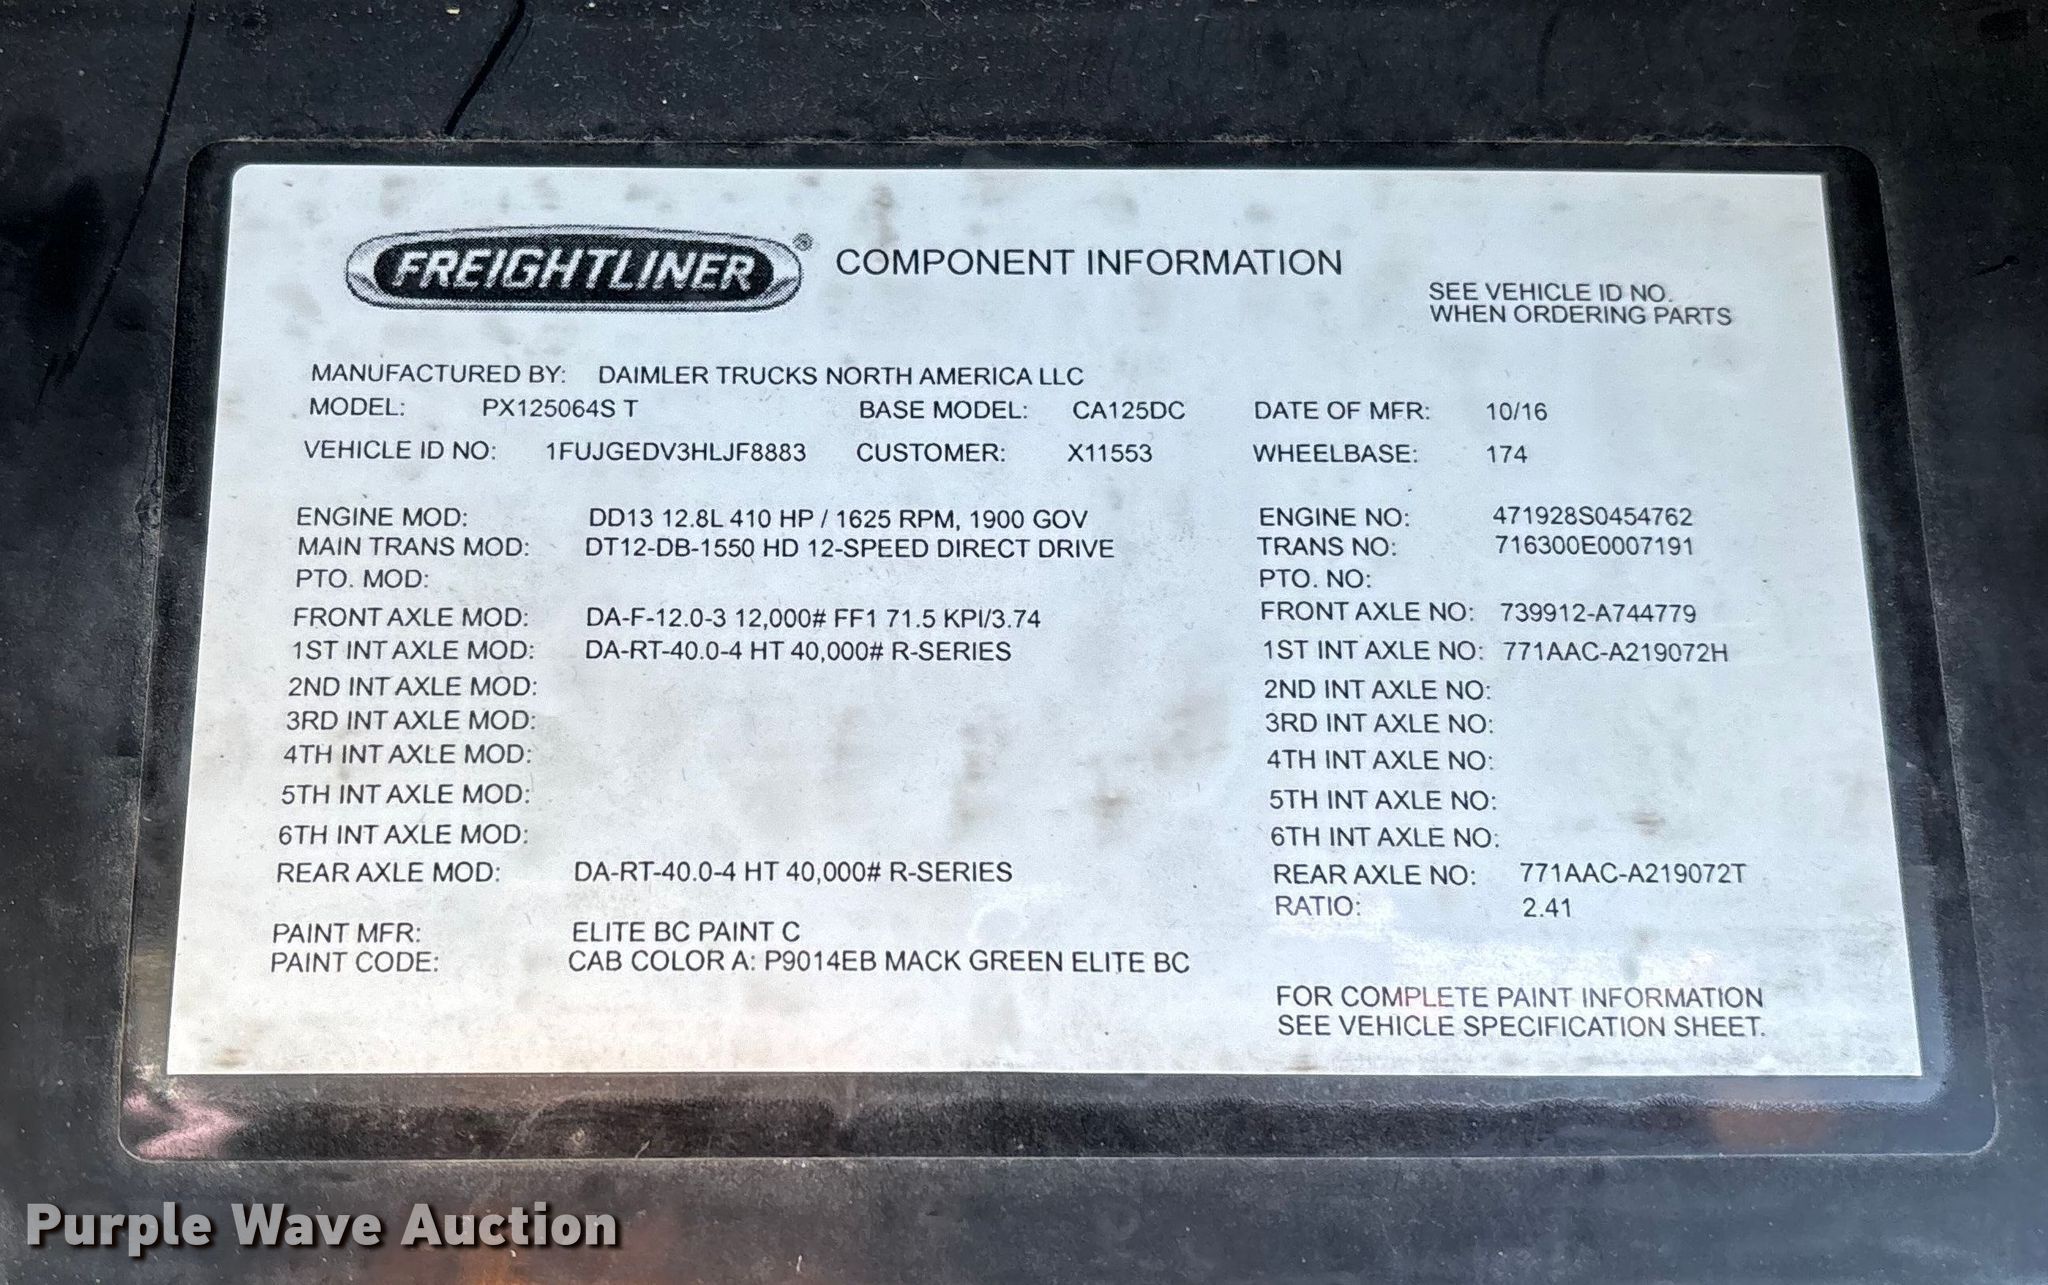 FREIGHTLINER ® COMPONENT INFORMATION
SEE VEHICLE ID NO.
WHEN ORDERING PARTS
MANUFACTURED BY: DAIMLER TRUCKS NORTH AMERICA LLC
MODEL: PX125064S T BASE MODEL: CA125DC DATE OF MFR: 10/16
VEHICLE ID NO: 1FUJGEDV3HLJF8883 CUSTOMER: X11553 WHEELBASE: 174
ENGINE MOD: DD13 12.8L 410 HP / 1625 RPM, 1900 GOV ENGINE NO: 471928S0454762
MAIN TRANS MOD: DT12-DB-1550 HD 12-SPEED DIRECT DRIVE TRANS NO: 716300E0007191
PTO. MOD: PTO. NO:
FRONT AXLE MOD: DA-F-12.0-3 12,000# FF1 71.5 KPI/3.74 FRONT AXLE NO: 739912-A744779
1ST INT AXLE MOD: DA-RT-40.0-4 HT 40,000# R-SERIES 1ST INT AXLE NO: 771AAC-A219072H
2ND INT AXLE MOD: 2ND INT AXLE NO:
3RD INT AXLE MOD: 3RD INT AXLE NO:
4TH INT AXLE MOD: 4TH INT AXLE NO:
5TH INT AXLE MOD: 5TH INT AXLE NO:
6TH INT AXLE MOD: 6TH INT AXLE NO:
REAR AXLE MOD: DA-RT-40.0-4 HT 40,000# R-SERIES REAR AXLE NO: 771AAC-A219072T
RATIO: 2.41
PAINT MFR: ELITE BC PAINT C
PAINT CODE: CAB COLOR A: P9014EB MACK GREEN ELITE BC
FOR COMPLETE PAINT INFORMATION
SEE VEHICLE SPECIFICATION SHEET.
Purple Wave Auction